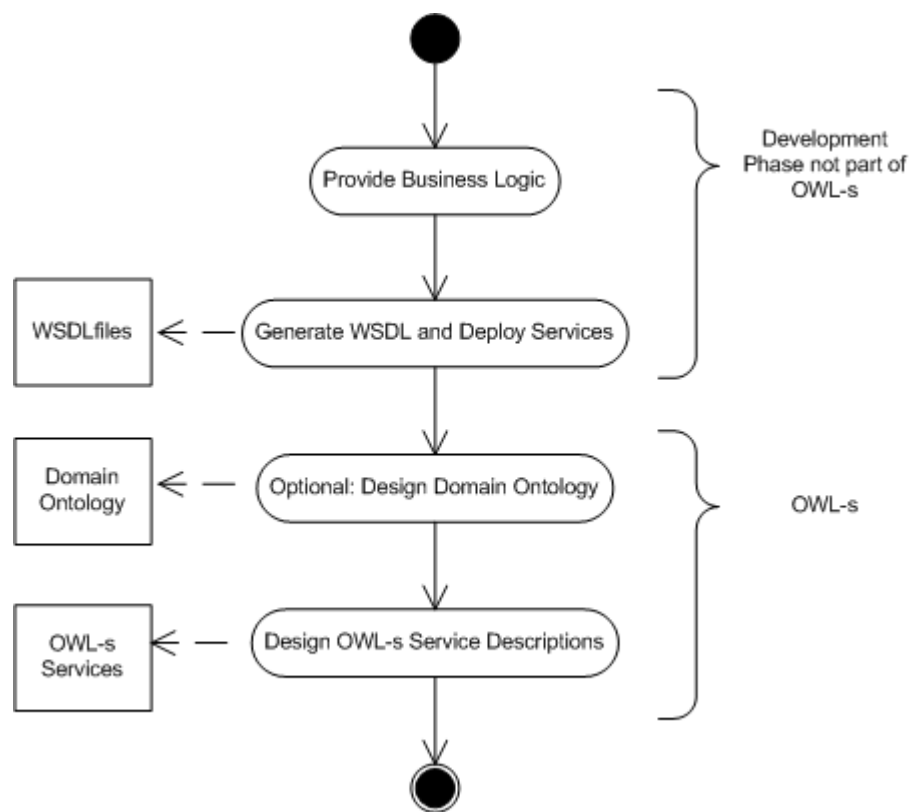 Provide Business Logic
Development
Phase not part of
OWL-s
WSDLfiles
Generate WSDL and Deploy Services
Domain
Ontology
Optional: Design Domain Ontology
OWL-s
OWL-s
Services
Design OWL-s Service Descriptions